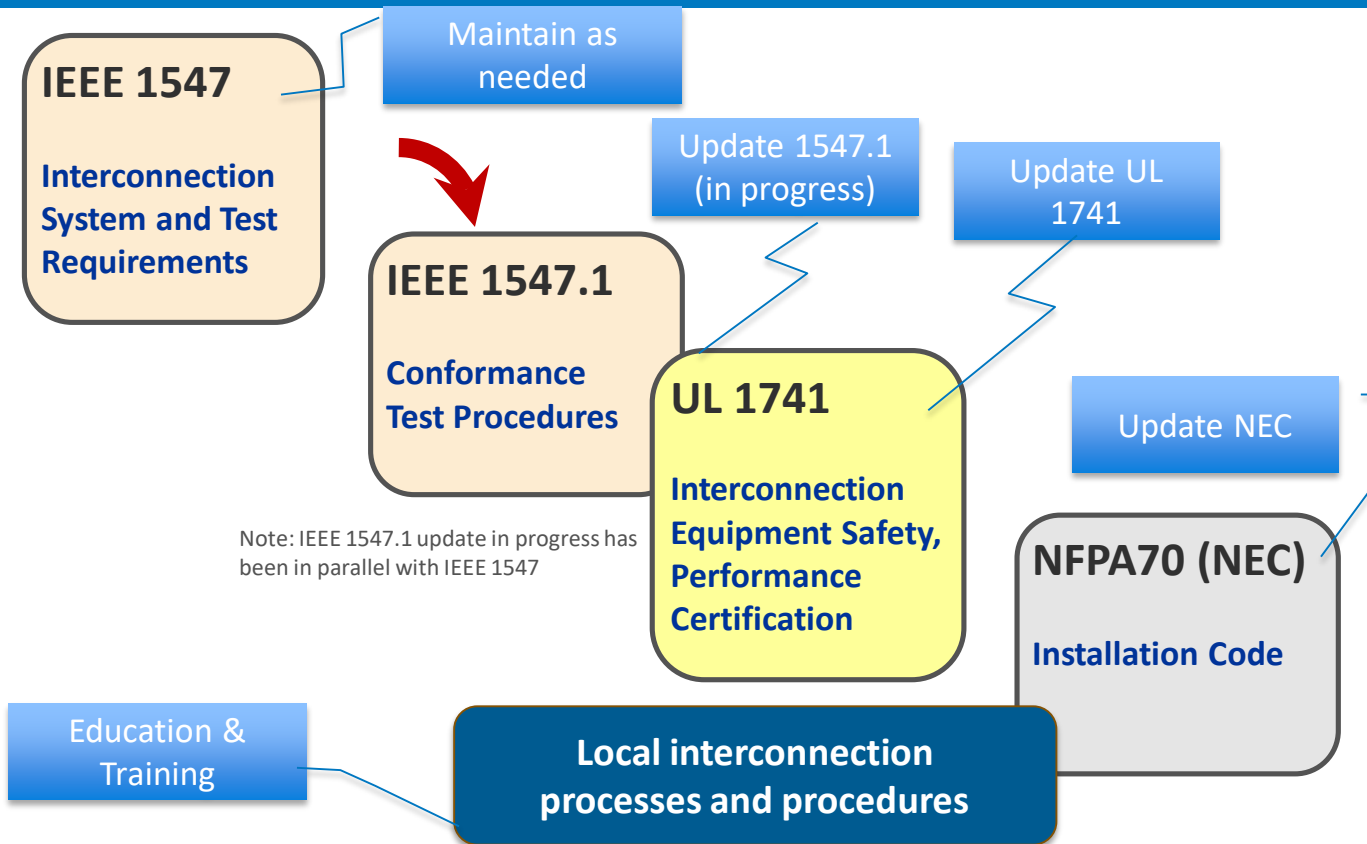 Maintain as
needed
IEEE 1547
Interconnection
System and Test
Requirements
Update 1547.1
(in progress)
Update UL
1741
IEEE 1547.1
Conformance
Test Procedures
UL 1741
Interconnection
Equipment Safety,
Performance
Certification
Update NEC
Note: IEEE 1547.1 update in progress has
been in parallel with IEEE 1547
NFPA70 (NEC)
Installation Code
Education &
Training
Local interconnection
processes and procedures